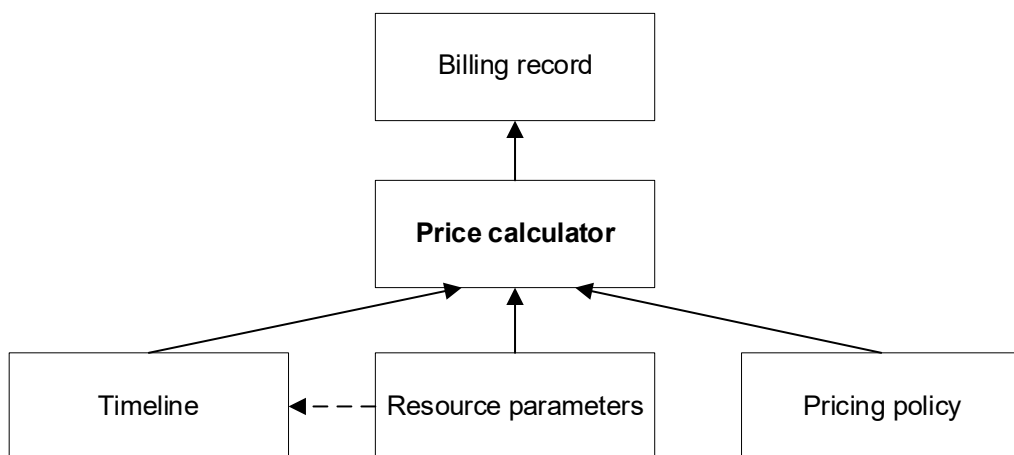 Billing record
Price calculator
Timeline
Resource parameters
Pricing policy